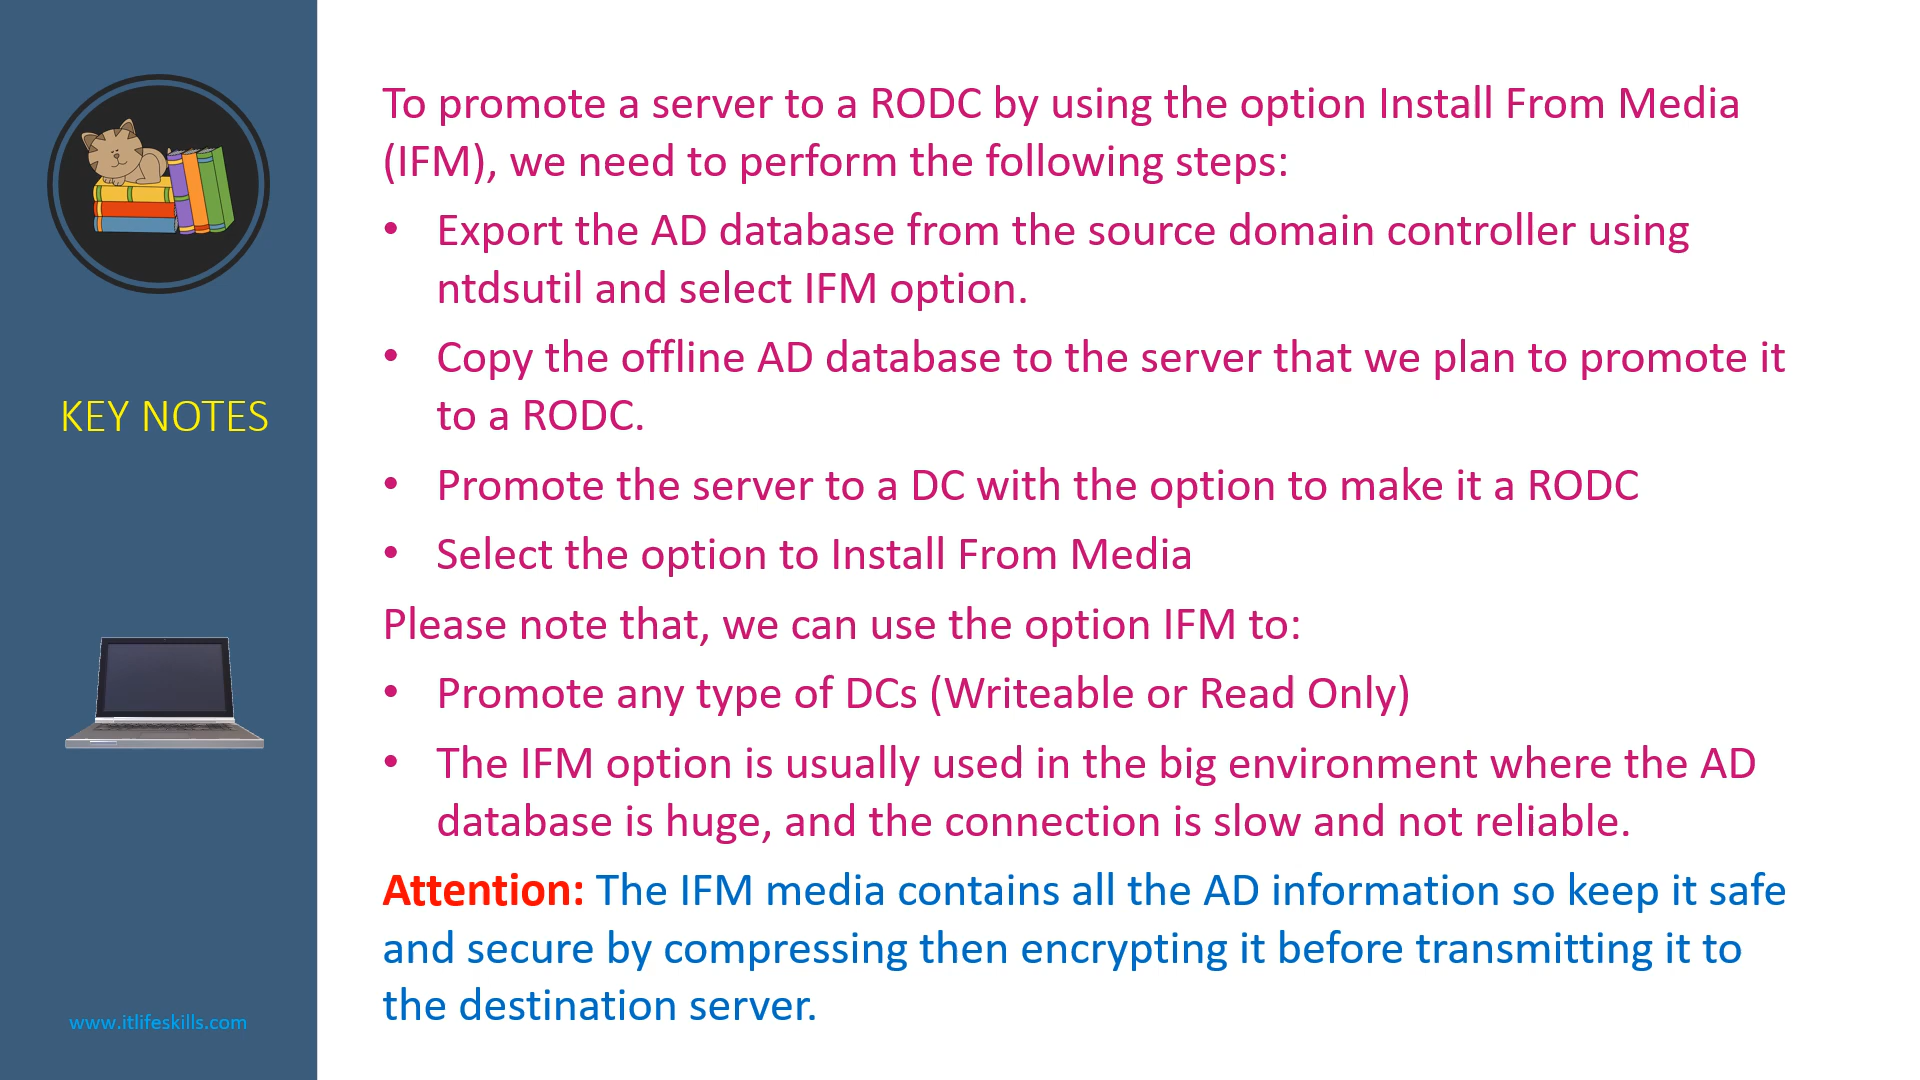 KEY NOTES
www.itlifeskills.com
To promote a server to a RODC by using the option Install From Media
(IFM), we need to perform the following steps:
• Export the AD database from the source domain controller using
ntdsutil and select IFM option.
• Copy the offline AD database to the server that we plan to promote it
to a RODC.
• Promote the server to a DC with the option to make it a RODC
• Select the option to Install From Media
Please note that, we can use the option IFM to:
• Promote any type of DCs (Writeable or Read Only)
• The IFM option is usually used in the big environment where the AD
database is huge, and the connection is slow and not reliable.
Attention: The IFM media contains all the AD information so keep it safe
and secure by compressing then encrypting it before transmitting it to
the destination server.